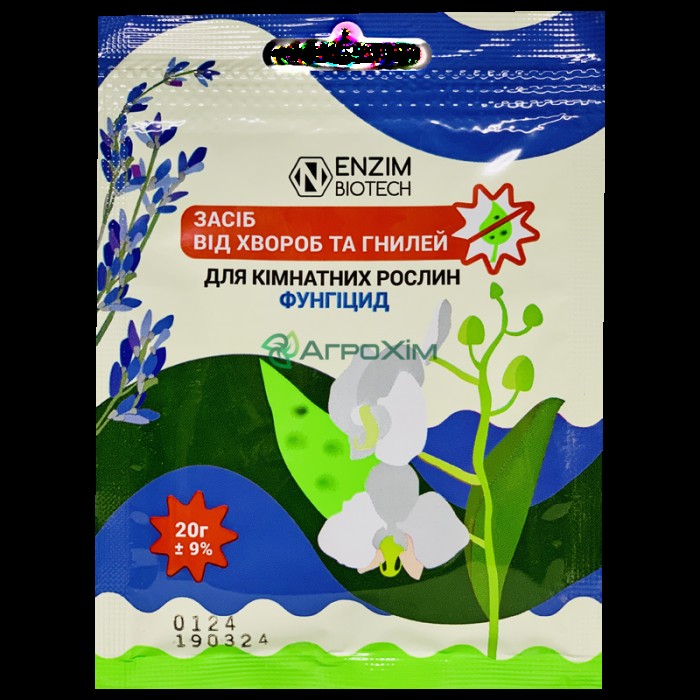 ENZIM
BIOTECH
ЗАСІБ
ВІД ХВОРОБ ТА ГНИЛЕЙ
ДЛЯ КІМНАТНИХ РОСЛИН
ФУНГІЦИД
АГРОХІМ
20г
± 9%
0124
190324